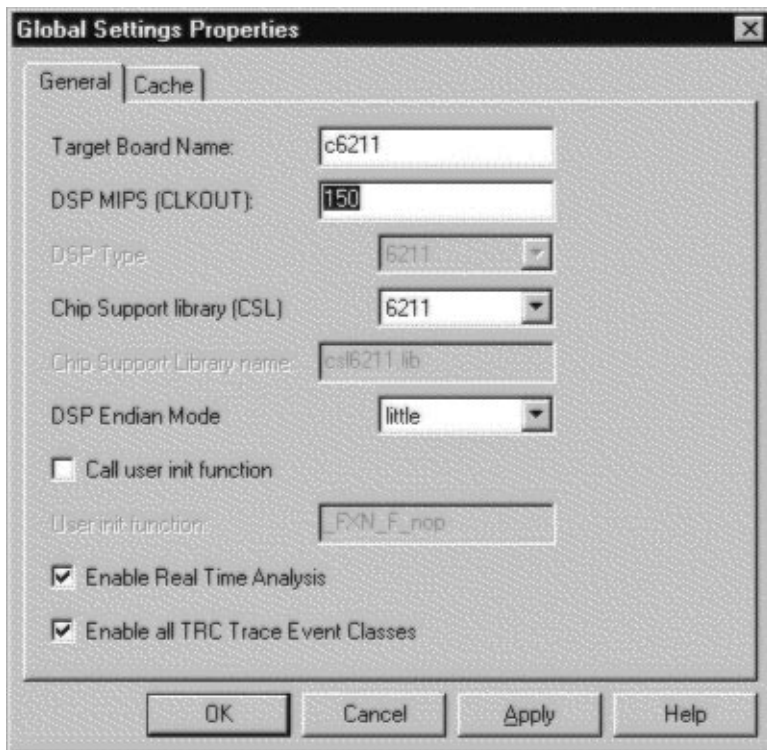 Global Settings Properties
General Cache
Target Board Name: c6211
DSP MIPS (CLKOUT): 150
DSP Type 6211
Chip Support library (CSL) 6211
Chip Support Library name: csl6211.lib
DSP Endian Mode little
Call user init function
User init function: _FXN_F_nop
Enable Real Time Analysis
Enable all TRC Trace Event Classes
OK Cancel Apply Help